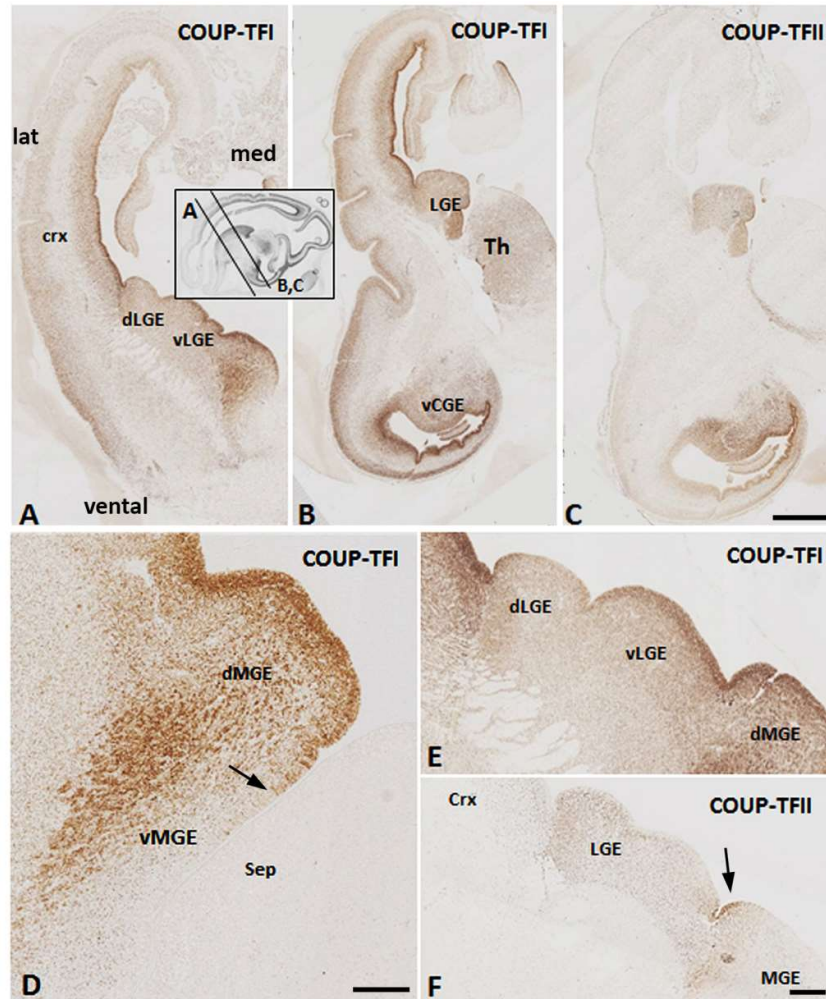 COUP-TFI
lat
med
crx
dLGE
vLGE
vental
A
A
B,C
COUP-TFI
LGE
Th
vCGE
B
COUP-TFII
C
COUP-TFI
dMGE
vMGE
Sep
D
COUP-TFI
dLGE
vLGE
dMGE
E
Crx
COUP-TFII
LGE
MGE
F